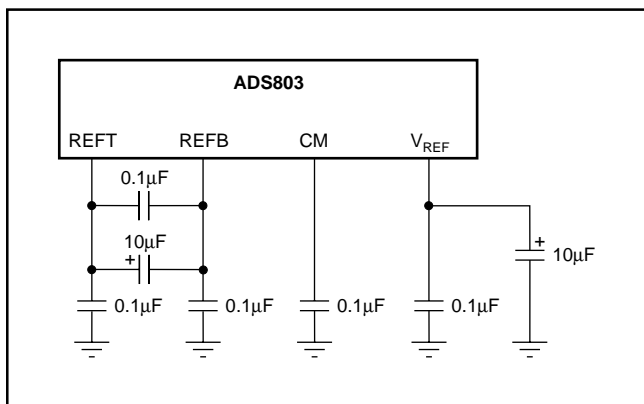 ADS803
REFT REFB CM VREF
0.1µF
10µF
+
+
10µF
0.1µF 0.1µF 0.1µF 0.1µF